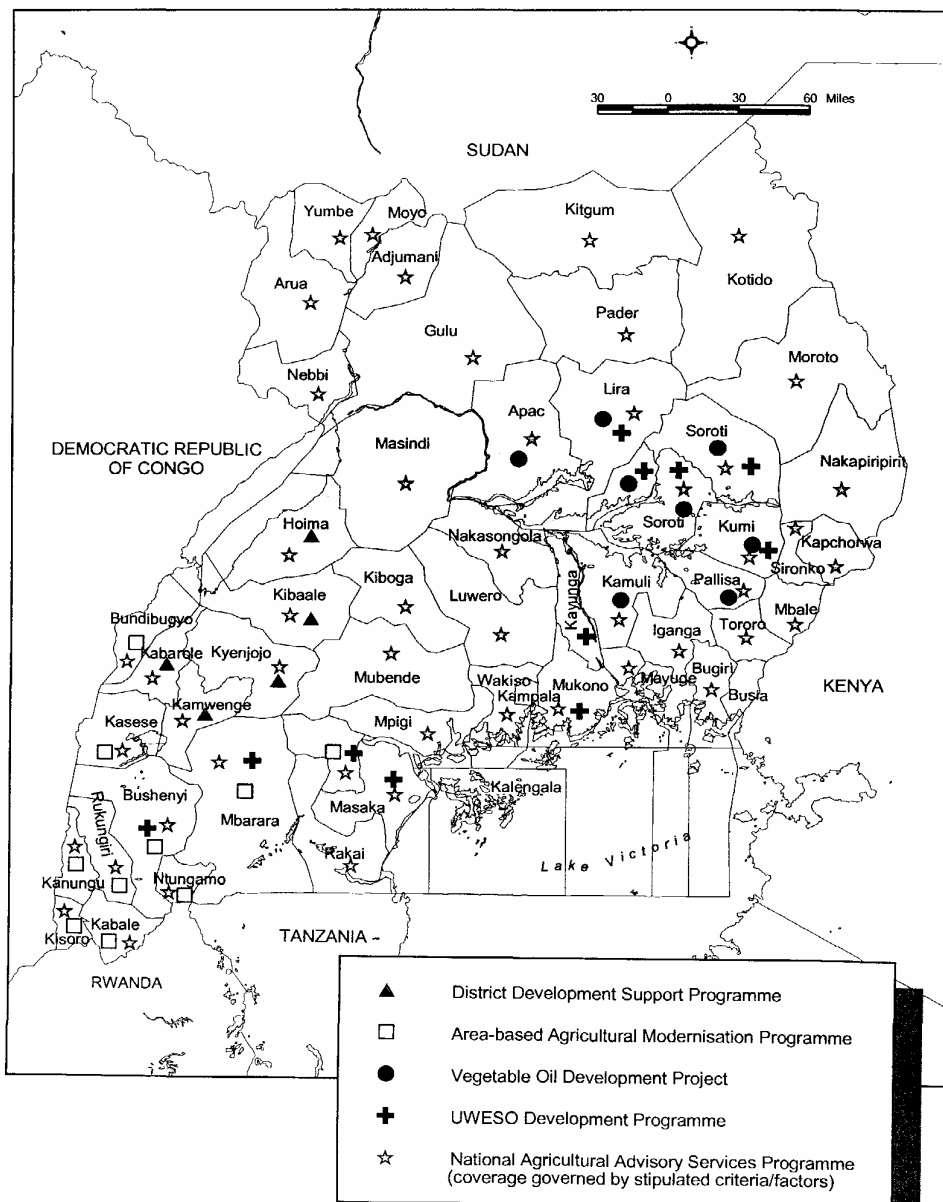 30 0 30 60 Miles
SUDAN
Yumbe
Moyo
Kitgum
Adjumani
Kotido
Arua
Pader
Gulu
Moroto
Nebbi
Lira
Apac
DEMOCRATIC REPUBLIC
OF CONGO
Masindi
Soroti
Nakapiripirit
Hoima
Nakasongola
Soroti
Kumi
Kapchorwa
Sironko
Kiboga
Kamuli
Pallisa
Kibaale
Luwero
Kayunga
Mbale
Bundibugyo
Tororo
Iganga
Kabarole
Kyenjojo
Mubende
Wakiso
Kampala
Mukono
Mayuge
Bugiri
Busia
KENYA
Kamwenge
Kasese
Mpigi
Bushenyi
Kalengala
Mbarara
Masaka
Rukungiri
Lake Victoria
Rakai
Kanungu
Ntungamo
Kabale
Kisoro
TANZANIA
RWANDA
District Development Support Programme
Area-based Agricultural Modernisation Programme
Vegetable Oil Development Project
UWESO Development Programme
National Agricultural Advisory Services Programme
(coverage governed by stipulated criteria/factors)